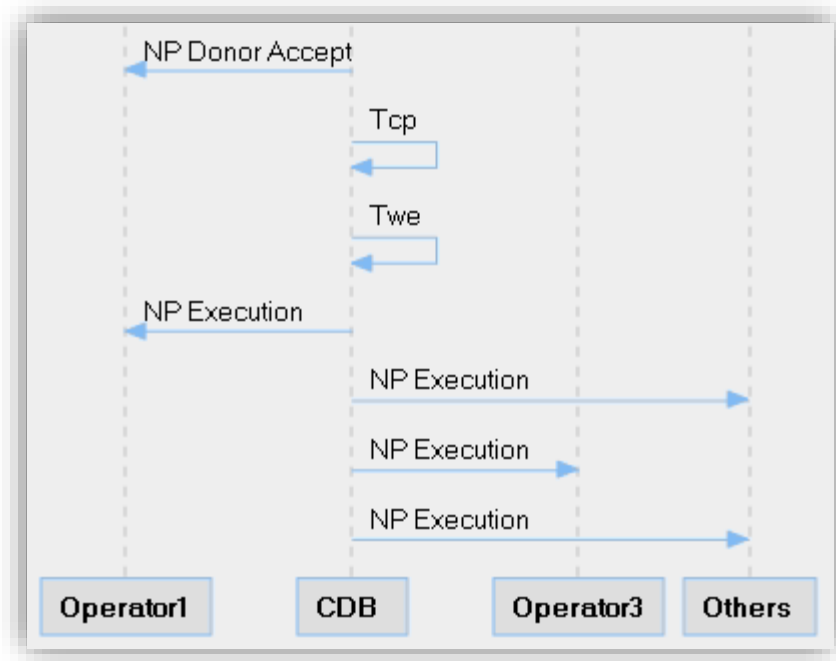 NP Donor Accept
Tcp
Twe
NP Execution
NP Execution
NP Execution
NP Execution
Operator1 CDB Operator3 Others